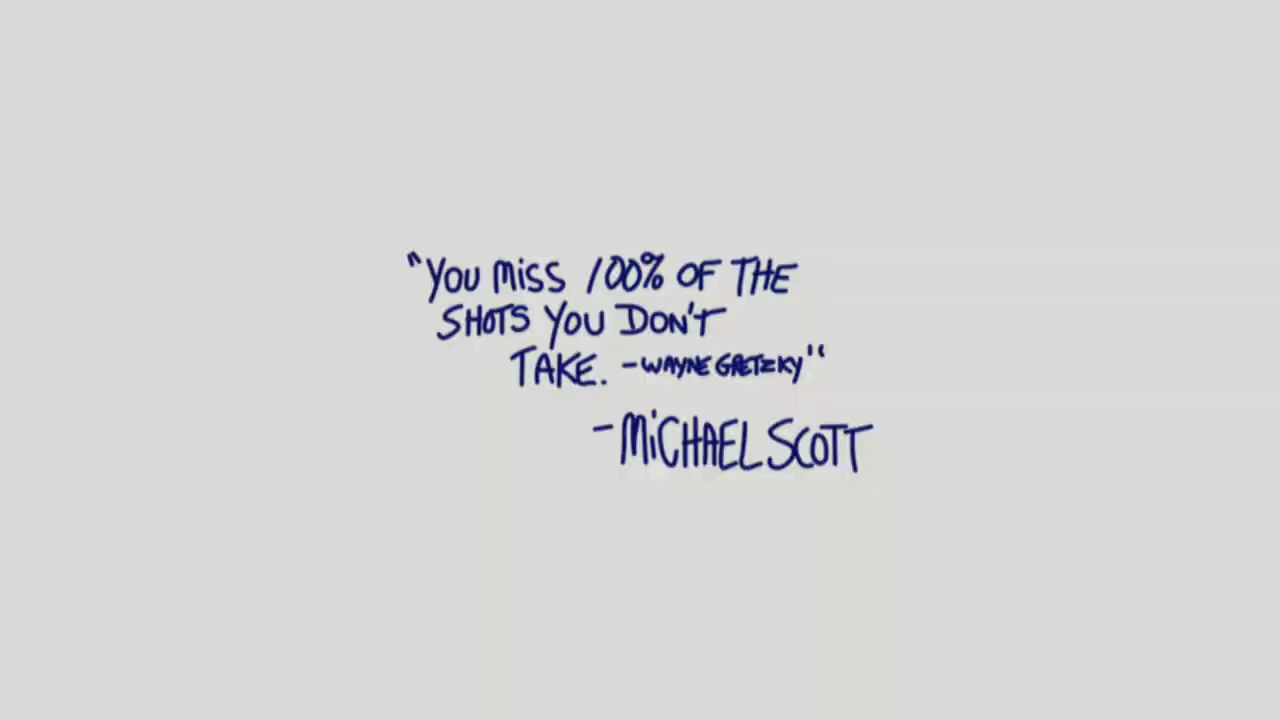 "You Miss 100% OF THE
SHOTS YOU DON'T
TAKE. -WAYNE GRETZKY"
-MiCHAEL SCOTT